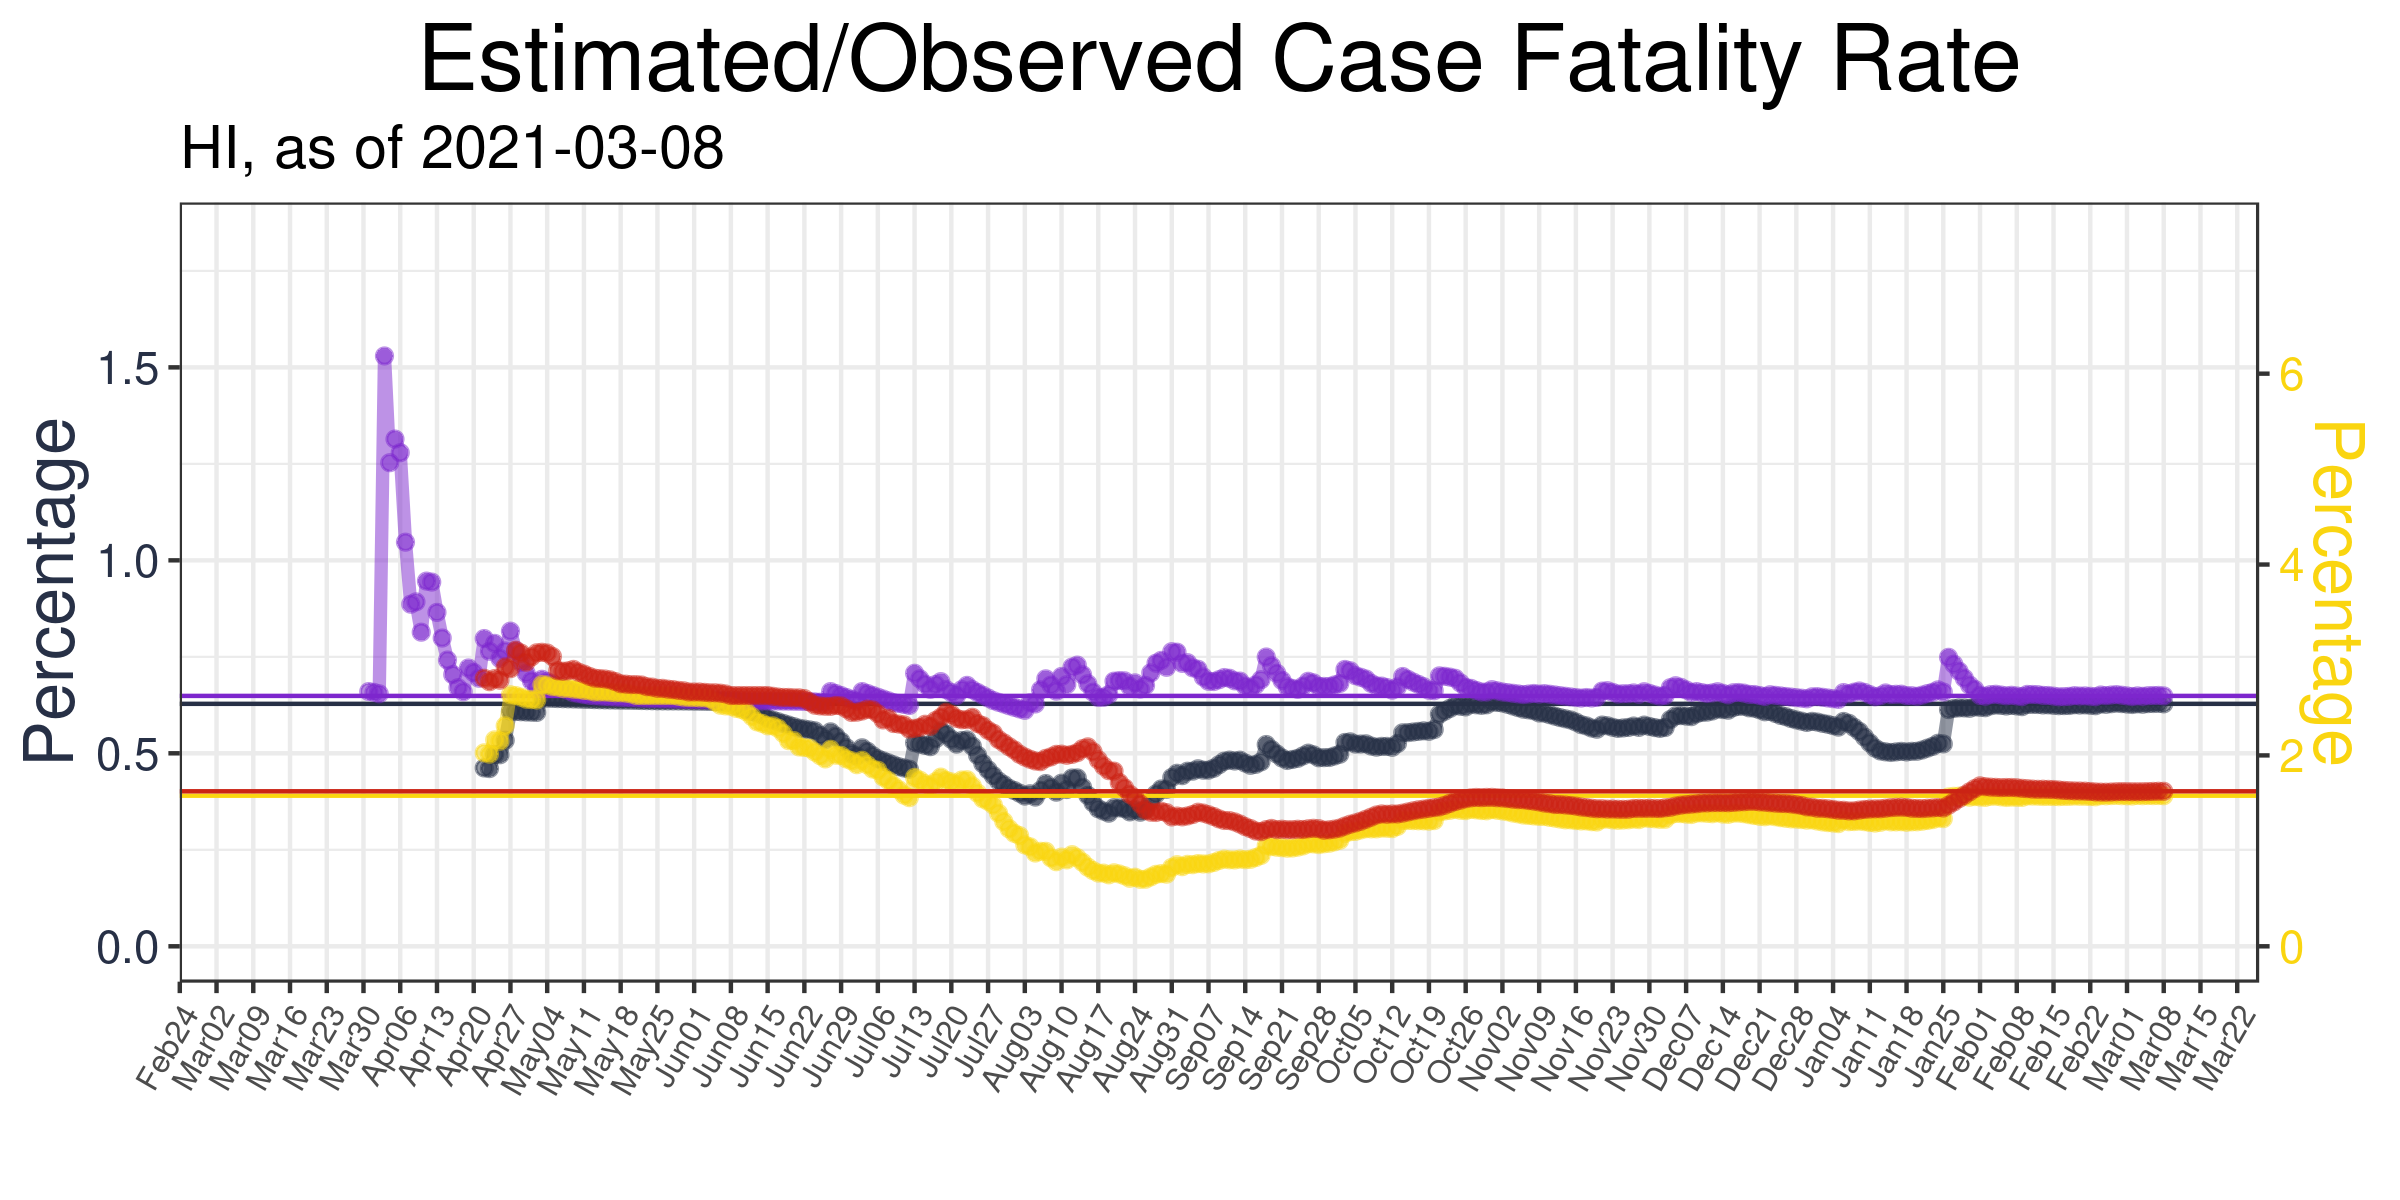 Estimated/Observed Case Fatality Rate
HI, as of 2021-03-08
Percentage
1.5
1.0
0.5
0.0
6
4
2
0
Percentage
Feb24
Mar02
Mar09
Mar16
Mar23
Mar30
Apr06
Apr13
Apr20
Apr27
May04
May11
May18
May25
Jun01
Jun08
Jun15
Jun22
Jun29
Jul06
Jul13
Jul20
Jul27
Aug03
Aug10
Aug17
Aug24
Aug31
Sep07
Sep14
Sep21
Sep28
Oct05
Oct12
Oct19
Oct26
Nov02
Nov09
Nov16
Nov23
Nov30
Dec07
Dec14
Dec21
Dec28
Jan04
Jan11
Jan18
Jan25
Feb01
Feb08
Feb15
Feb22
Mar01
Mar08
Mar15
Mar22